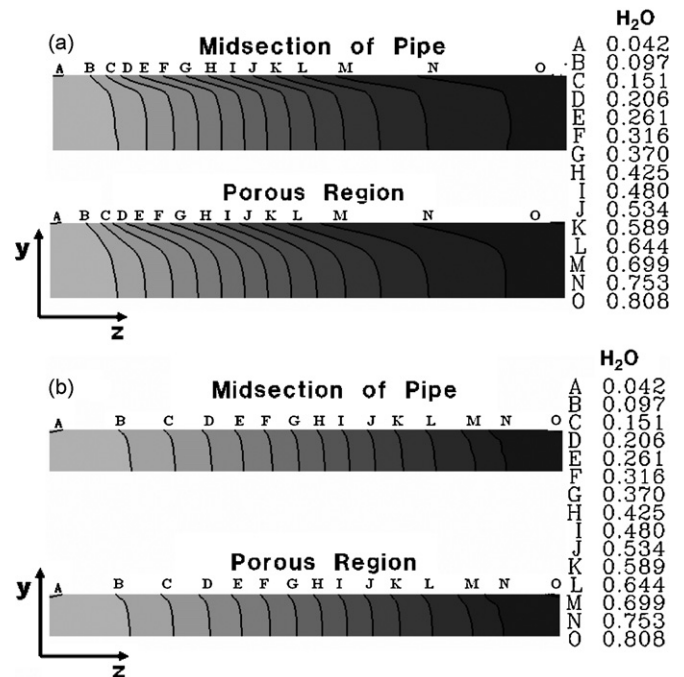 (a)
Midsection of Pipe
A B C D E F G H I J K L M N O
Porous Region
A B C D E F G H I J K L M N O
y
z
H₂O
A 0.042
B 0.097
C 0.151
D 0.206
E 0.261
F 0.316
G 0.370
H 0.425
I 0.480
J 0.534
K 0.589
L 0.644
M 0.699
N 0.753
O 0.808
(b)
Midsection of Pipe
A B C D E F G H I J K L M N O
Porous Region
A B C D E F G H I J K L M N O
y
z
H₂O
A 0.042
B 0.097
C 0.151
D 0.206
E 0.261
F 0.316
G 0.370
H 0.425
I 0.480
J 0.534
K 0.589
L 0.644
M 0.699
N 0.753
O 0.808